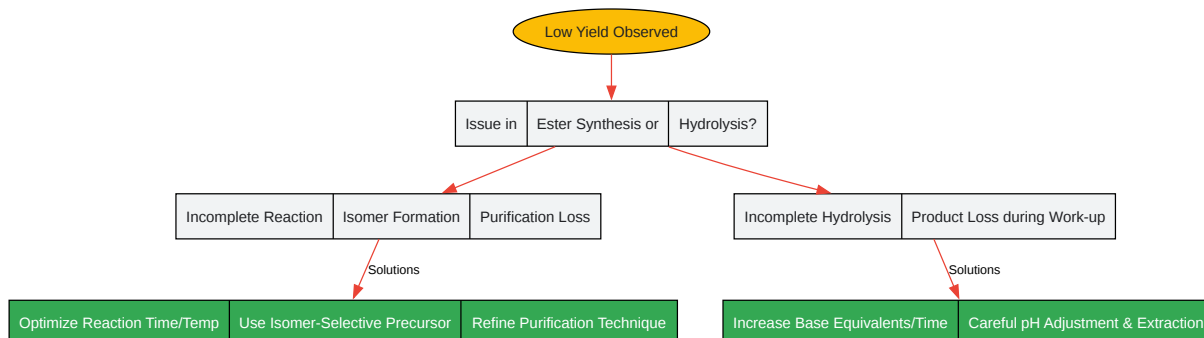 Low Yield Observed
Issue in
Ester Synthesis or
Hydrolysis?
Incomplete Reaction
Isomer Formation
Purification Loss
Incomplete Hydrolysis
Product Loss during Work-up
Solutions
Solutions
Optimize Reaction Time/Temp
Use Isomer-Selective Precursor
Refine Purification Technique
Increase Base Equivalents/Time
Careful pH Adjustment & Extraction